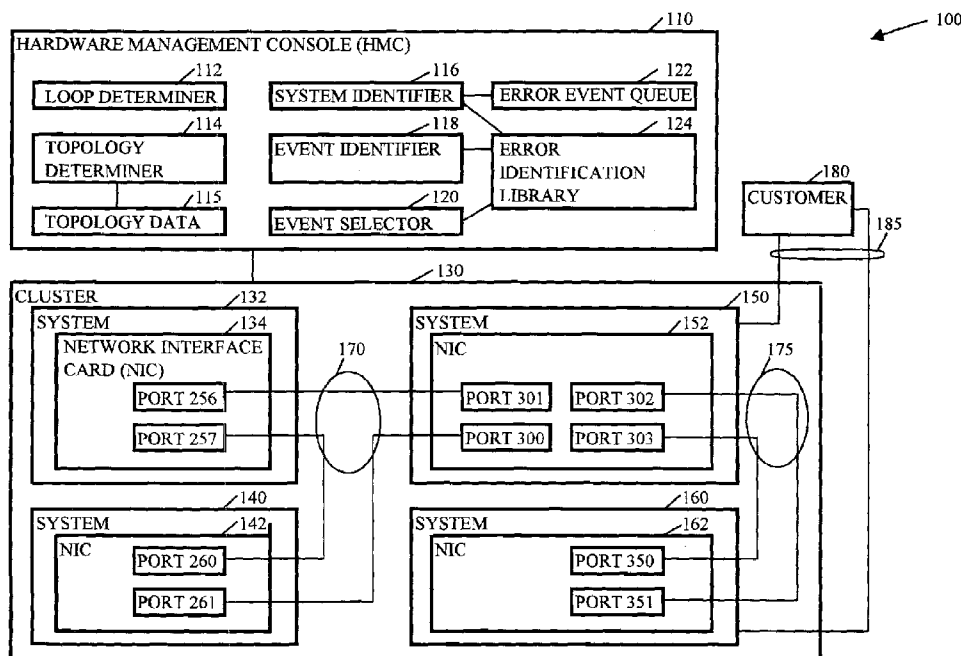 110
100
HARDWARE MANAGEMENT CONSOLE (HMC)
112
116
122
LOOP DETERMINER
SYSTEM IDENTIFIER
ERROR EVENT QUEUE
114
118
124
TOPOLOGY
DETERMINER
EVENT IDENTIFIER
ERROR
IDENTIFICATION
LIBRARY
115
120
TOPOLOGY DATA
EVENT SELECTOR
180
CUSTOMER
185
130
CLUSTER
132
150
SYSTEM
SYSTEM
134
152
NETWORK INTERFACE
CARD (NIC)
NIC
170
175
PORT 256
PORT 301
PORT 302
PORT 257
PORT 300
PORT 303
140
160
SYSTEM
SYSTEM
142
162
NIC
NIC
PORT 260
PORT 350
PORT 261
PORT 351